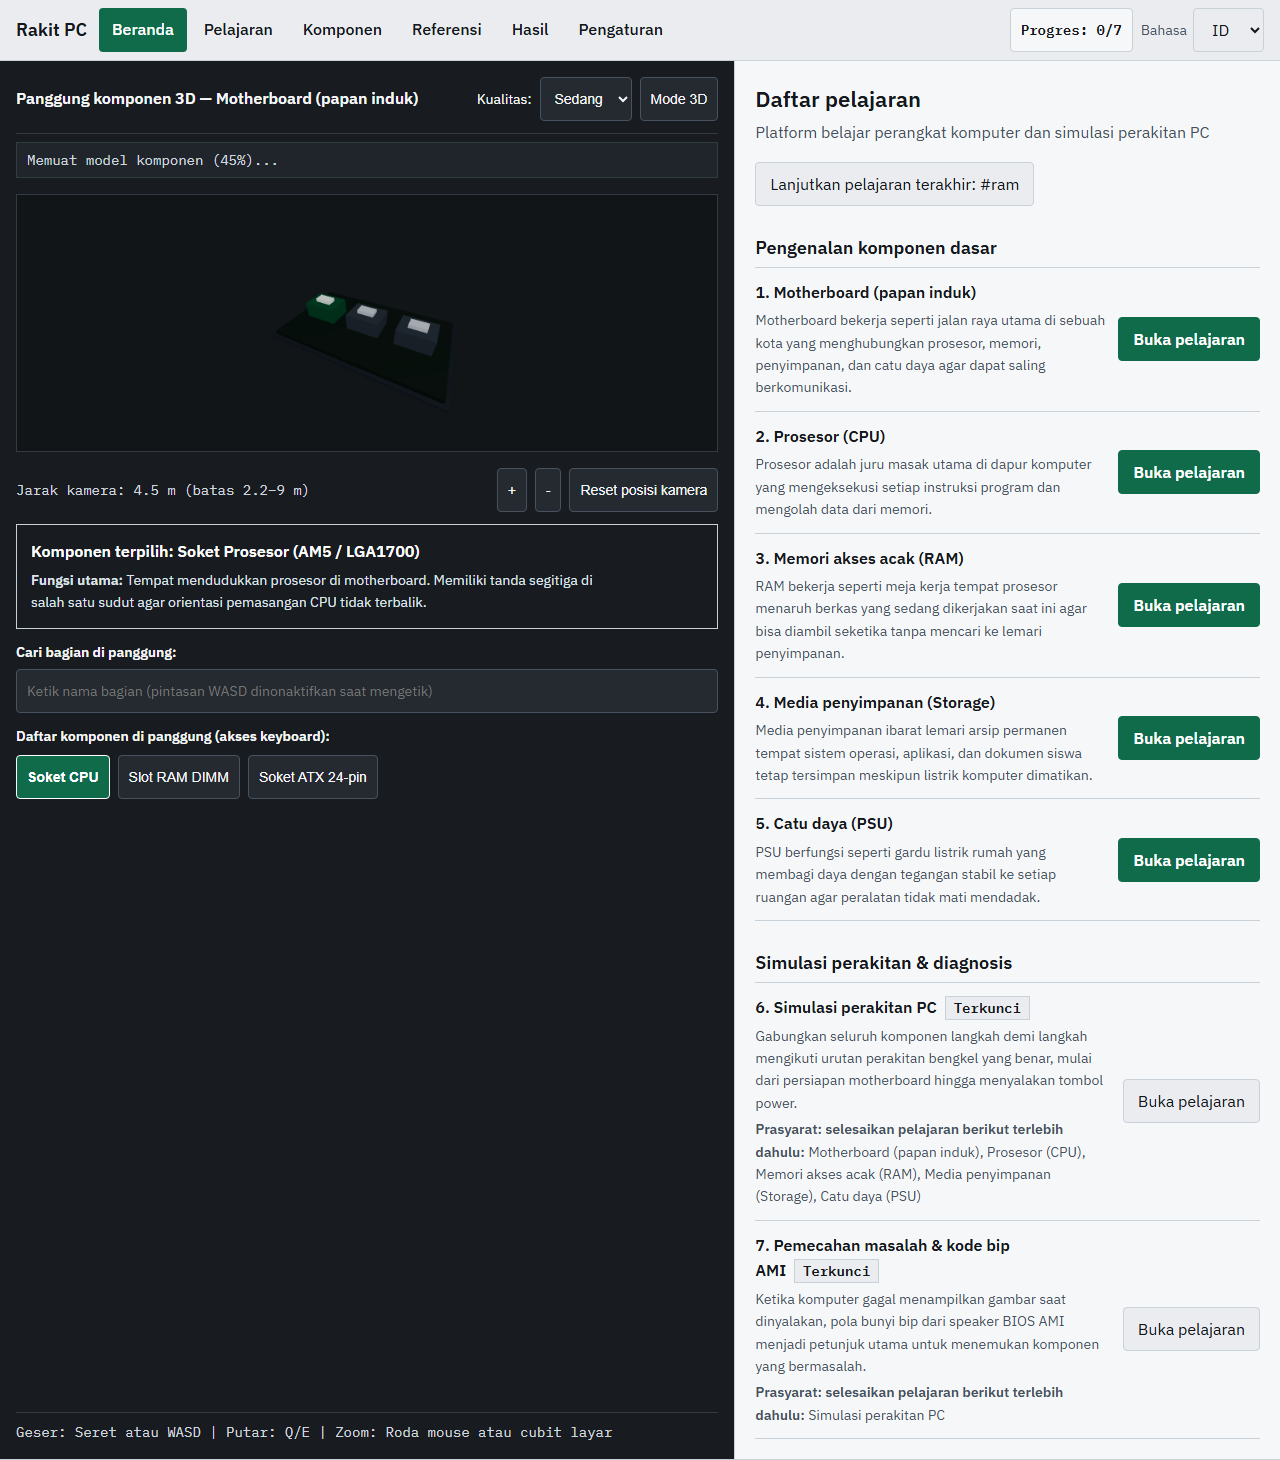 Rakit PC
Beranda
Pelajaran
Komponen
Referensi
Hasil
Pengaturan
Progres: 0/7
Bahasa
ID
Panggung komponen 3D — Motherboard (papan induk)
Kualitas:
Sedang
Mode 3D
Memuat model komponen (45%)...
Jarak kamera: 4.5 m (batas 2.2–9 m)
+
-
Reset posisi kamera
Komponen terpilih: Soket Prosesor (AM5 / LGA1700)
Fungsi utama: Tempat mendudukkan prosesor di motherboard. Memiliki tanda segitiga di
salah satu sudut agar orientasi pemasangan CPU tidak terbalik.
Cari bagian di panggung:
Ketik nama bagian (pintasan WASD dinonaktifkan saat mengetik)
Daftar komponen di panggung (akses keyboard):
Soket CPU
Slot RAM DIMM
Soket ATX 24-pin
Geser: Seret atau WASD | Putar: Q/E | Zoom: Roda mouse atau cubit layar
Daftar pelajaran
Platform belajar perangkat komputer dan simulasi perakitan PC
Lanjutkan pelajaran terakhir: #ram
Pengenalan komponen dasar
1. Motherboard (papan induk)
Motherboard bekerja seperti jalan raya utama di sebuah
kota yang menghubungkan prosesor, memori,
penyimpanan, dan catu daya agar dapat saling
berkomunikasi.
Buka pelajaran
2. Prosesor (CPU)
Prosesor adalah juru masak utama di dapur komputer
yang mengeksekusi setiap instruksi program dan
mengolah data dari memori.
Buka pelajaran
3. Memori akses acak (RAM)
RAM bekerja seperti meja kerja tempat prosesor
menaruh berkas yang sedang dikerjakan saat ini agar
bisa diambil seketika tanpa mencari ke lemari
penyimpanan.
Buka pelajaran
4. Media penyimpanan (Storage)
Media penyimpanan ibarat lemari arsip permanen
tempat sistem operasi, aplikasi, dan dokumen siswa
tetap tersimpan meskipun listrik komputer dimatikan.
Buka pelajaran
5. Catu daya (PSU)
PSU berfungsi seperti gardu listrik rumah yang
membagi daya dengan tegangan stabil ke setiap
ruangan agar peralatan tidak mati mendadak.
Buka pelajaran
Simulasi perakitan & diagnosis
6. Simulasi perakitan PC Terkunci
Gabungkan seluruh komponen langkah demi langkah
mengikuti urutan perakitan bengkel yang benar, mulai
dari persiapan motherboard hingga menyalakan tombol
power.
Prasyarat: selesaikan pelajaran berikut terlebih
dahulu: Motherboard (papan induk), Prosesor (CPU),
Memori akses acak (RAM), Media penyimpanan
(Storage), Catu daya (PSU)
Buka pelajaran
7. Pemecahan masalah & kode bip
AMI Terkunci
Ketika komputer gagal menampilkan gambar saat
dinyalakan, pola bunyi bip dari speaker BIOS AMI
menjadi petunjuk utama untuk menemukan komponen
yang bermasalah.
Prasyarat: selesaikan pelajaran berikut terlebih
dahulu: Simulasi perakitan PC
Buka pelajaran